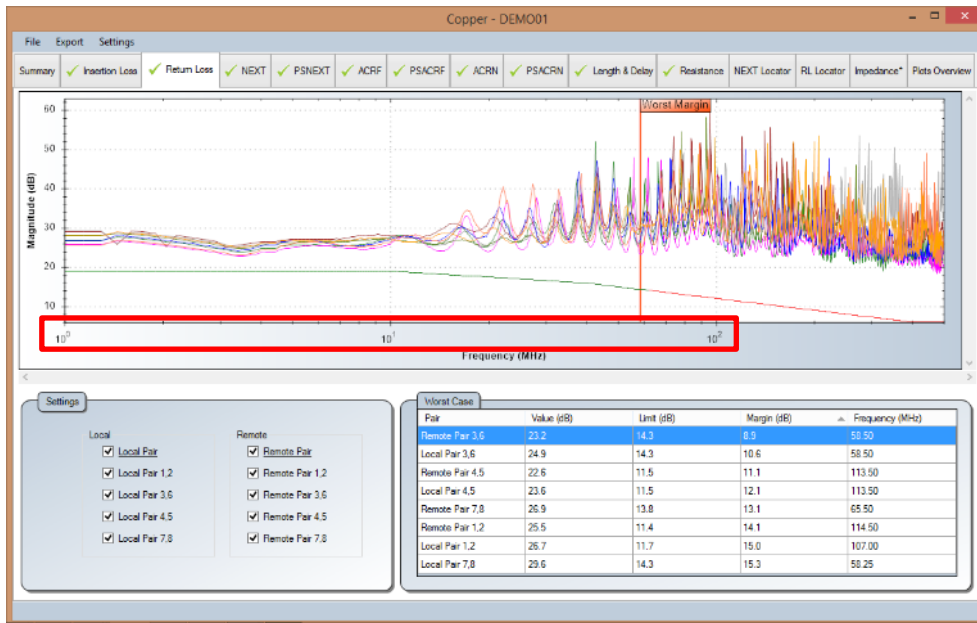 Copper - DEMO01
File Export Settings
Summary Insertion Loss Return Loss NEXT PSNEXT ACRF PSACRF ACRN PSACRN Length & Delay Resistance NEXT Locator RL Locator Impedance* Plots Overview
Worst Margin
60
50
40
30
20
10
Magnitude (dB)
10⁰ 10¹ 10²
Frequency (MHz)
Settings
Local Remote
Local Pair Remote Pair
Local Pair 1,2 Remote Pair 1,2
Local Pair 3,6 Remote Pair 3,6
Local Pair 4,5 Remote Pair 4,5
Local Pair 7,8 Remote Pair 7,8
Worst Case
Pair Value (dB) Limit (dB) Margin (dB) Frequency (MHz)
Remote Pair 3,6 23.2 14.3 8.9 58.50
Local Pair 3,6 24.9 14.3 10.6 58.50
Remote Pair 4,5 22.6 11.5 11.1 113.50
Local Pair 4,5 23.6 11.5 12.1 113.50
Remote Pair 7,8 26.9 13.8 13.1 65.50
Remote Pair 1,2 25.5 11.4 14.1 114.50
Local Pair 1,2 26.7 11.7 15.0 107.00
Local Pair 7,8 29.6 14.3 15.3 58.25